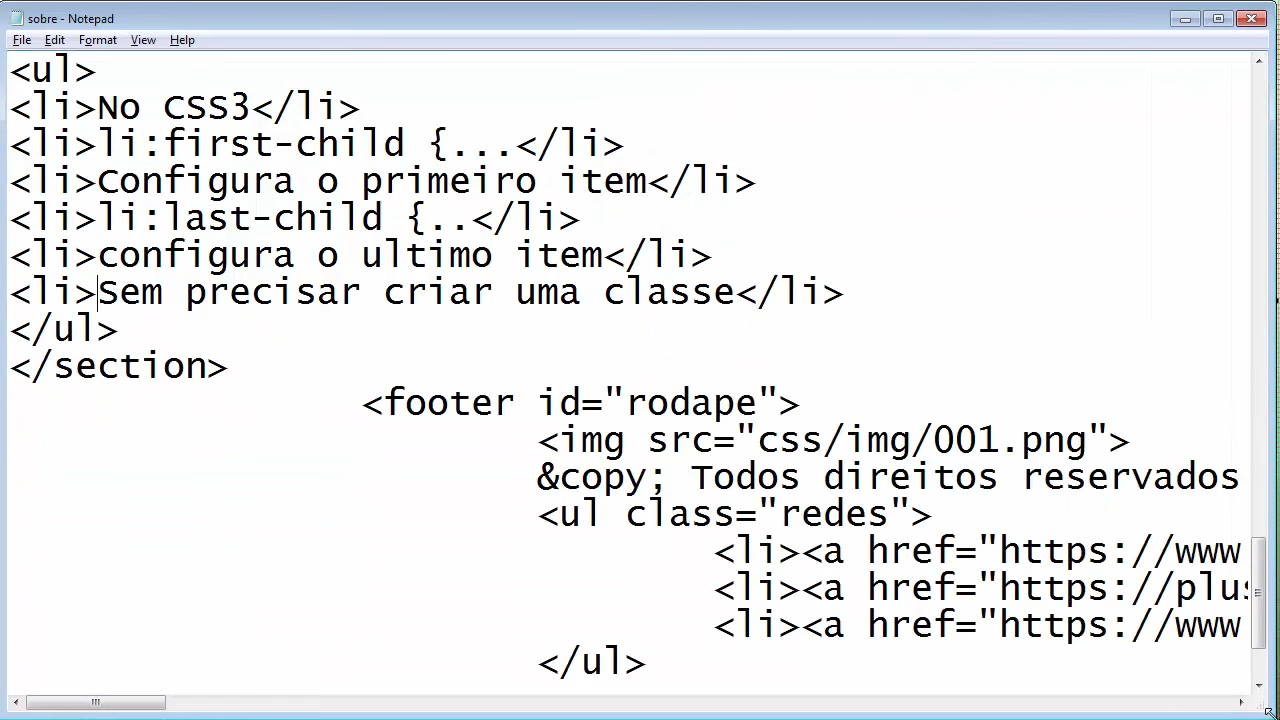 sobre - Notepad
File Edit Format View Help
<ul>
<li>No CSS3</li>
<li>li:first-child {...</li>
<li>Configura o primeiro item</li>
<li>li:last-child {..</li>
<li>configura o ultimo item</li>
<li>Sem precisar criar uma classe</li>
</ul>
</section>
<footer id="rodape">
<img src="css/img/001.png">
&copy; Todos direitos reservados
<ul class="redes">
<li><a href="https://www
<li><a href="https://plus
<li><a href="https://www
</ul>